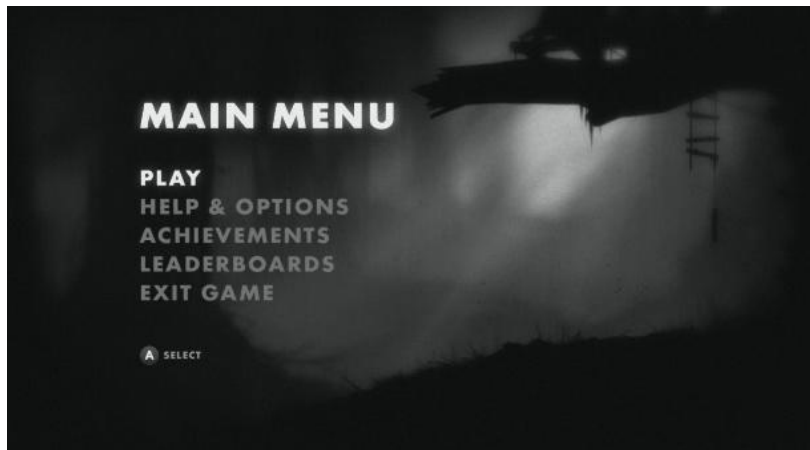 MAIN MENU
PLAY
HELP & OPTIONS
ACHIEVEMENTS
LEADERBOARDS
EXIT GAME
A SELECT